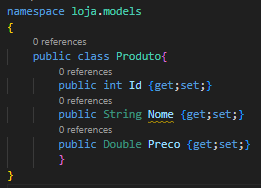 namespace loja.models
{
0 references
public class Produto{
0 references
public int Id {get;set;}
0 references
public String Nome {get;set;}
0 references
public Double Preco {get;set;}
}
}